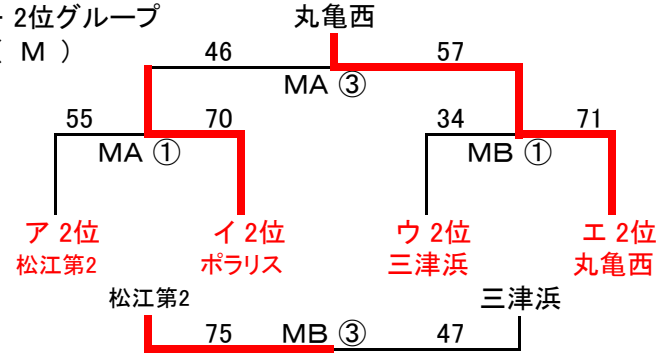 2位グループ 丸亀西
( M )
46 57
MA ③
55 70 34 71
MA ① MB ①
ア 2位 イ 2位 ウ 2位 エ 2位
松江第2 ポラリス 三津浜 丸亀西
松江第2 三津浜
75 MB ③ 47